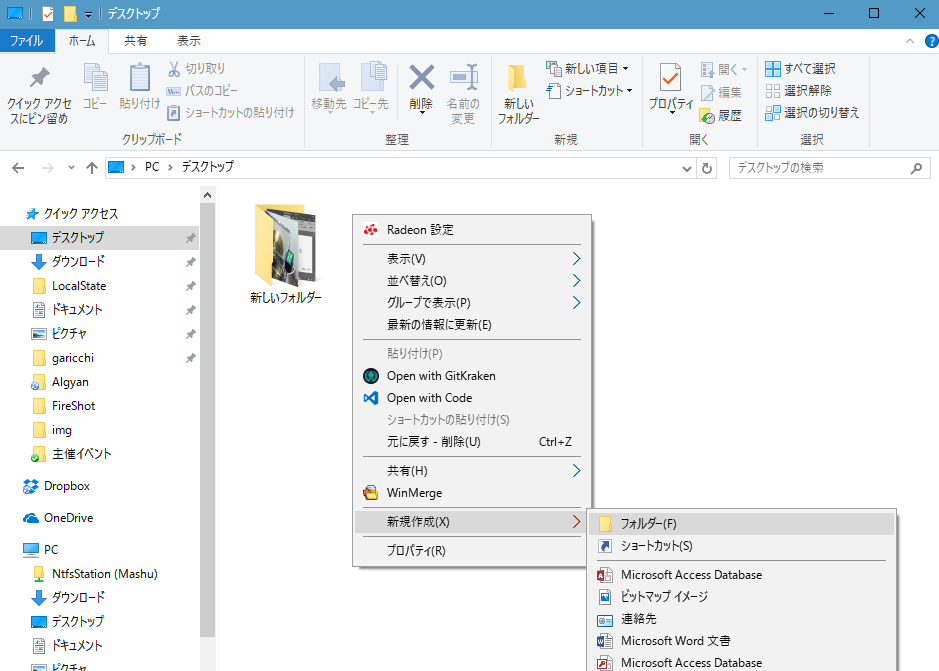 デスクトップ
ファイル ホーム 共有 表示
クイック アクセスにピン留め
コピー
貼り付け
切り取り
パスのコピー
ショートカットの貼り付け
クリップボード
移動先
コピー先
削除
名前の変更
整理
新しいフォルダー
新しい項目
ショートカット
新規
プロパティ
開く
編集
履歴
開く
すべて選択
選択解除
選択の切り替え
選択
PC デスクトップ
デスクトップの検索
クイック アクセス
デスクトップ
ダウンロード
LocalState
ドキュメント
ピクチャ
garicchi
Algyan
FireShot
img
主催イベント
Dropbox
OneDrive
PC
NtfsStation (Mashu)
ダウンロード
デスクトップ
ドキュメント
ピクチャ
新しいフォルダー
Radeon 設定
表示(V)
並べ替え(O)
グループで表示(P)
最新の情報に更新(E)
貼り付け(P)
Open with GitKraken
Open with Code
ショートカットの貼り付け(S)
元に戻す - 削除(U) Ctrl+Z
共有(H)
WinMerge
新規作成(X)
プロパティ(R)
フォルダー(F)
ショートカット(S)
Microsoft Access Database
ビットマップ イメージ
連絡先
Microsoft Word 文書
Microsoft Access Database